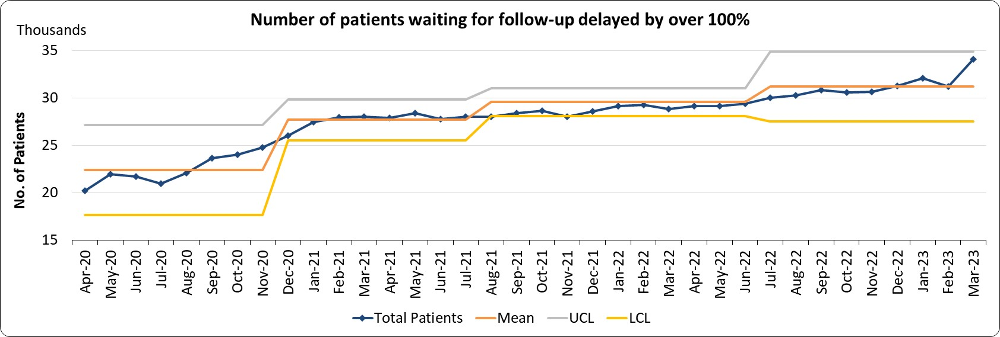 Number of patients waiting for follow-up delayed by over 100%
Thousands
35
30
25
20
15
No. of Patients
Apr-20
May-20
Jun-20
Jul-20
Aug-20
Sep-20
Oct-20
Nov-20
Dec-20
Jan-21
Feb-21
Mar-21
Apr-21
May-21
Jun-21
Jul-21
Aug-21
Sep-21
Oct-21
Nov-21
Dec-21
Jan-22
Feb-22
Mar-22
Apr-22
May-22
Jun-22
Jul-22
Aug-22
Sep-22
Oct-22
Nov-22
Dec-22
Jan-23
Feb-23
Mar-23
Total Patients Mean UCL LCL